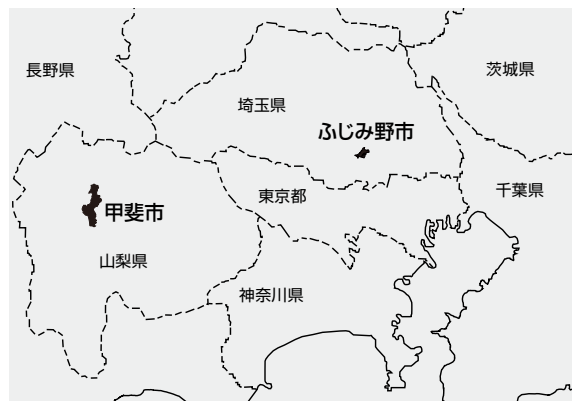 長野県
茨城県
埼玉県
ふじみ野市
東京都
千葉県
甲斐市
山梨県
神奈川県